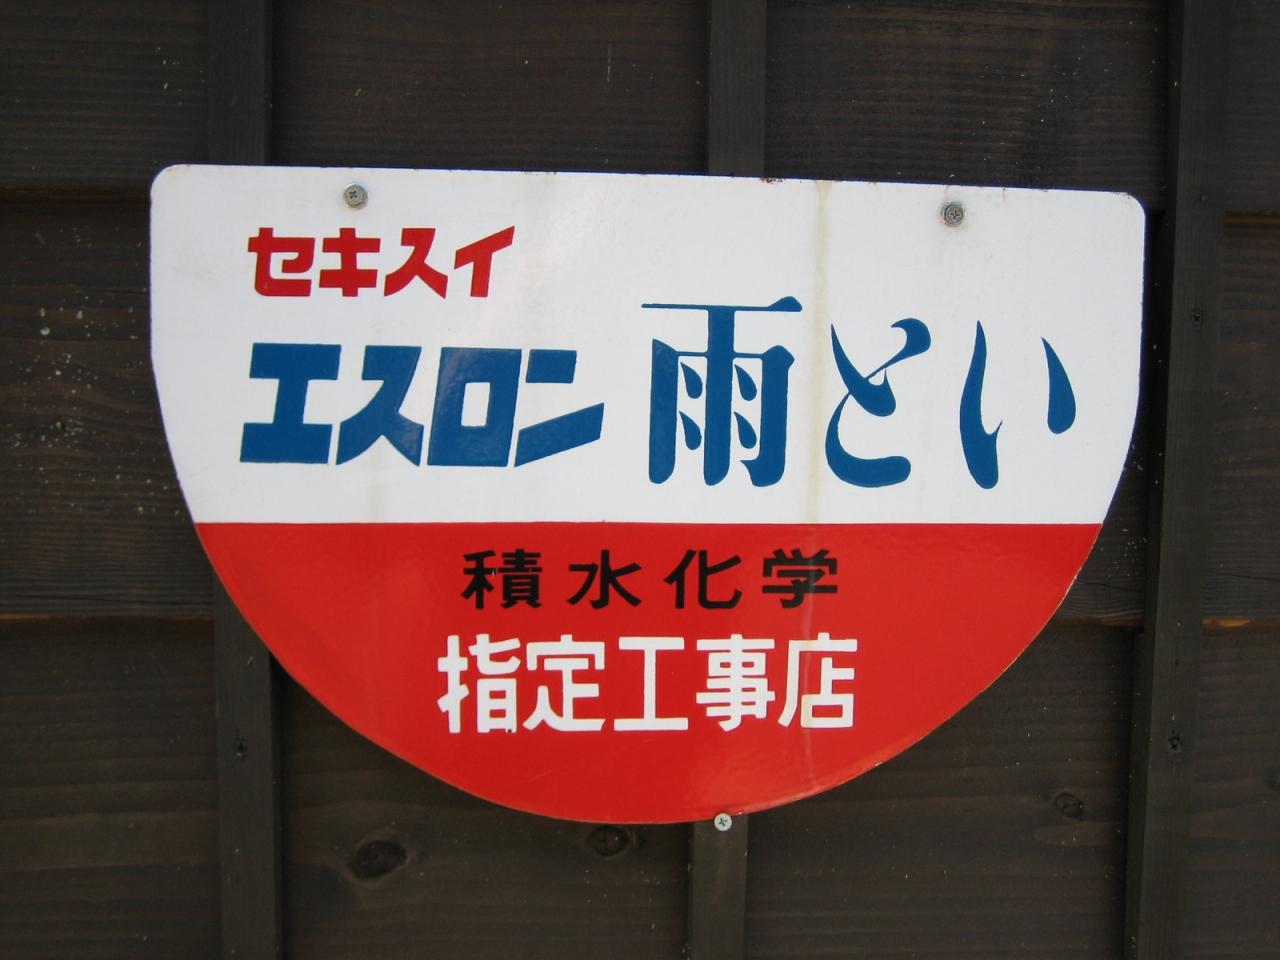 セキスイ
エスロン 雨どい
積水化学
指定工事店